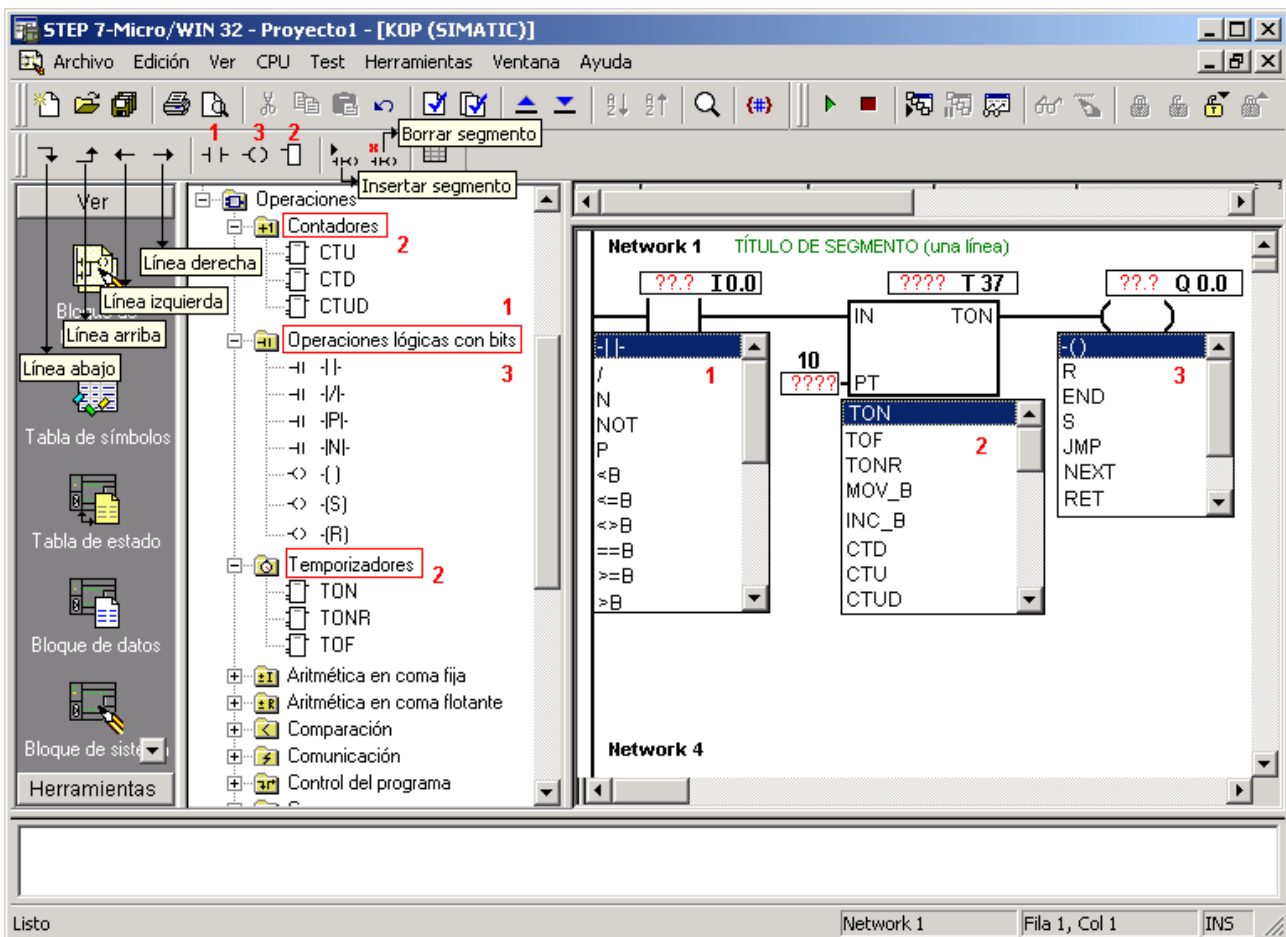 STEP 7-Micro/WIN 32 - Proyecto1 - [KOP (SIMATIC)]
Archivo Edición Ver CPU Test Herramientas Ventana Ayuda
1 3 2
Borrar segmento
Insertar segmento
Ver
Línea derecha
Línea izquierda
Línea arriba
Línea abajo
Tabla de símbolos
Tabla de estado
Bloque de datos
Bloque de
Herramientas
Operaciones
Contadores
2
CTU
CTD
CTUD
1
Operaciones lógicas con bits
3
-| |-
-|/|-
-|P|-
-|N|-
-( )
-(S)
-(R)
Temporizadores
2
TON
TONR
TOF
Aritmética en coma fija
Aritmética en coma flotante
Comparación
Comunicación
Control del programa
Network 1 TÍTULO DE SEGMENTO (una línea)
??.? I 0.0
???? T 37
??.? Q 0.0
IN TON
10
???? PT
-| |-
/
N
NOT
P
<B
<=B
<>B
==B
>=B
>B
1
TON
TOF
TONR
MOV_B
INC_B
CTD
CTU
CTUD
2
-()
R
END
S
JMP
NEXT
RET
3
Network 4
Listo
Network 1
Fila 1, Col 1
INS